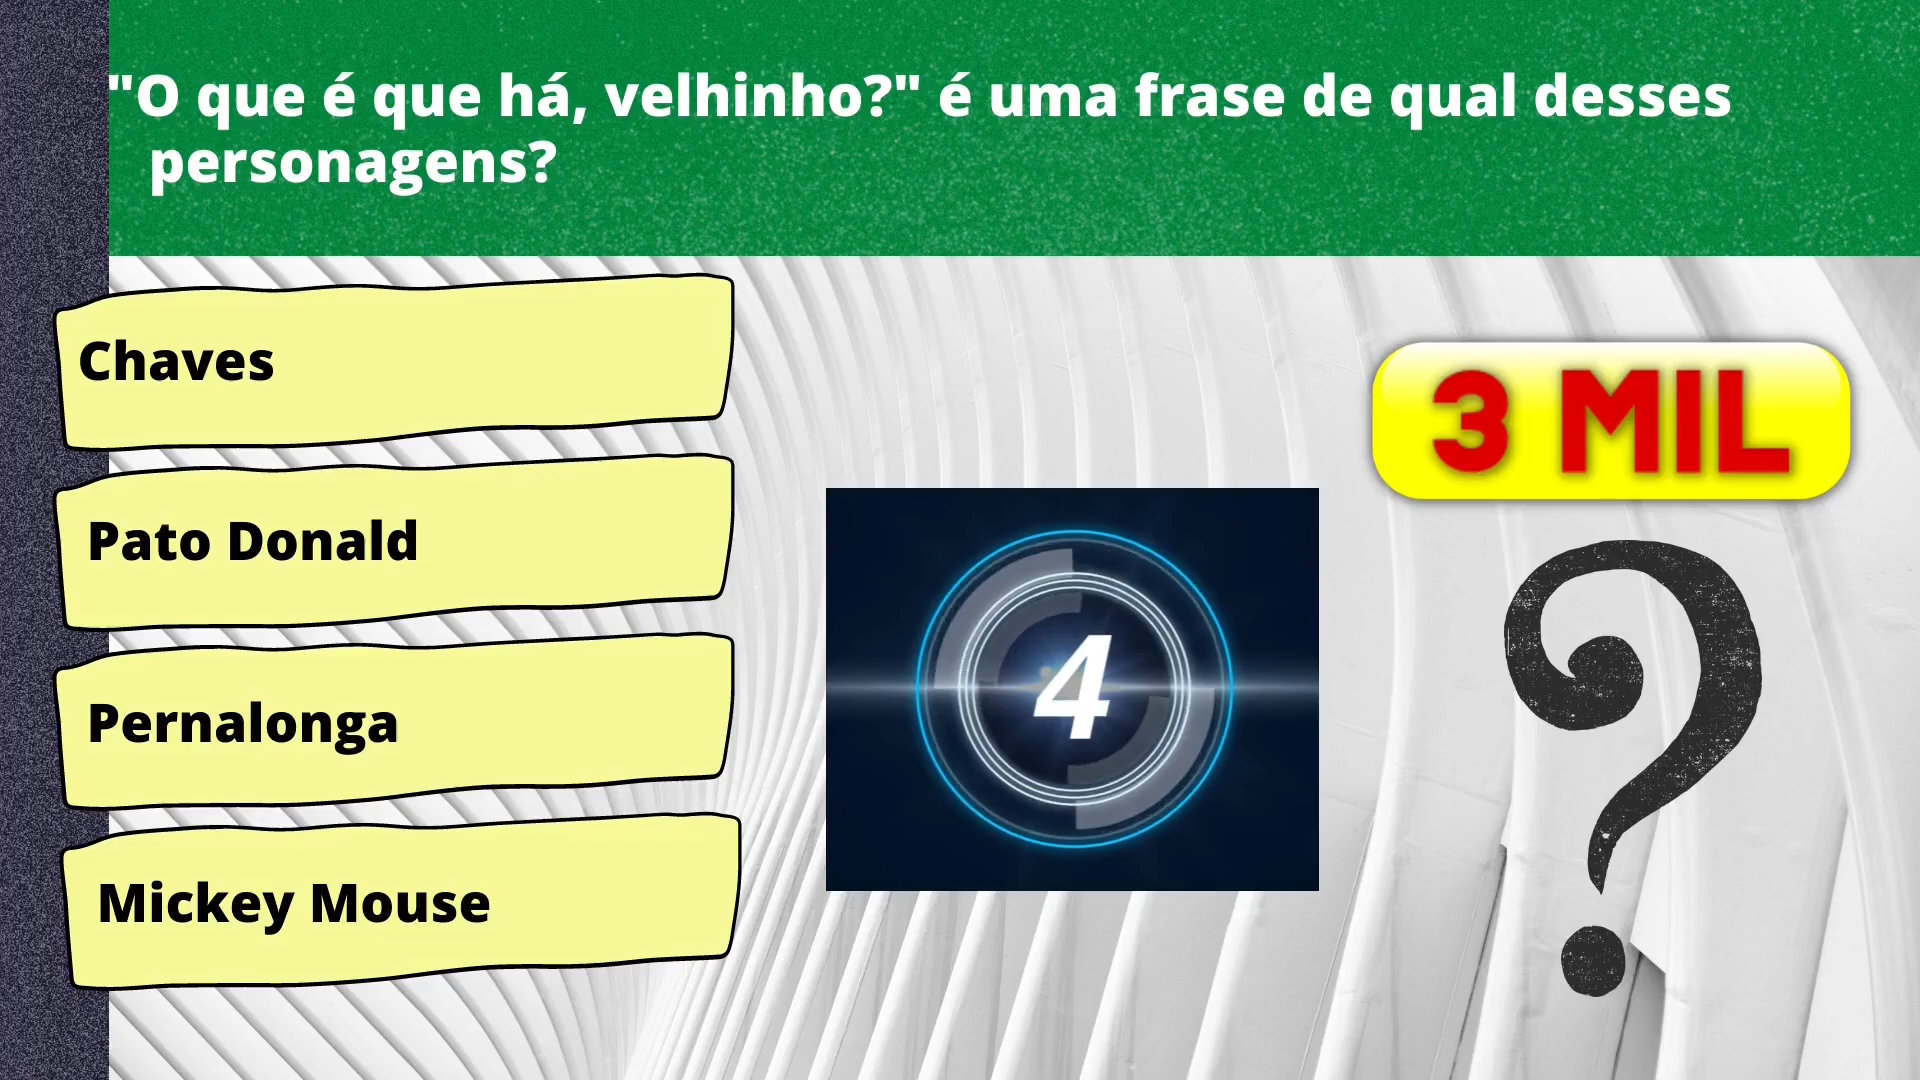 "O que é que há, velhinho?" é uma frase de qual desses
personagens?
Chaves
Pato Donald
Pernalonga
Mickey Mouse
3 MIL
4
?